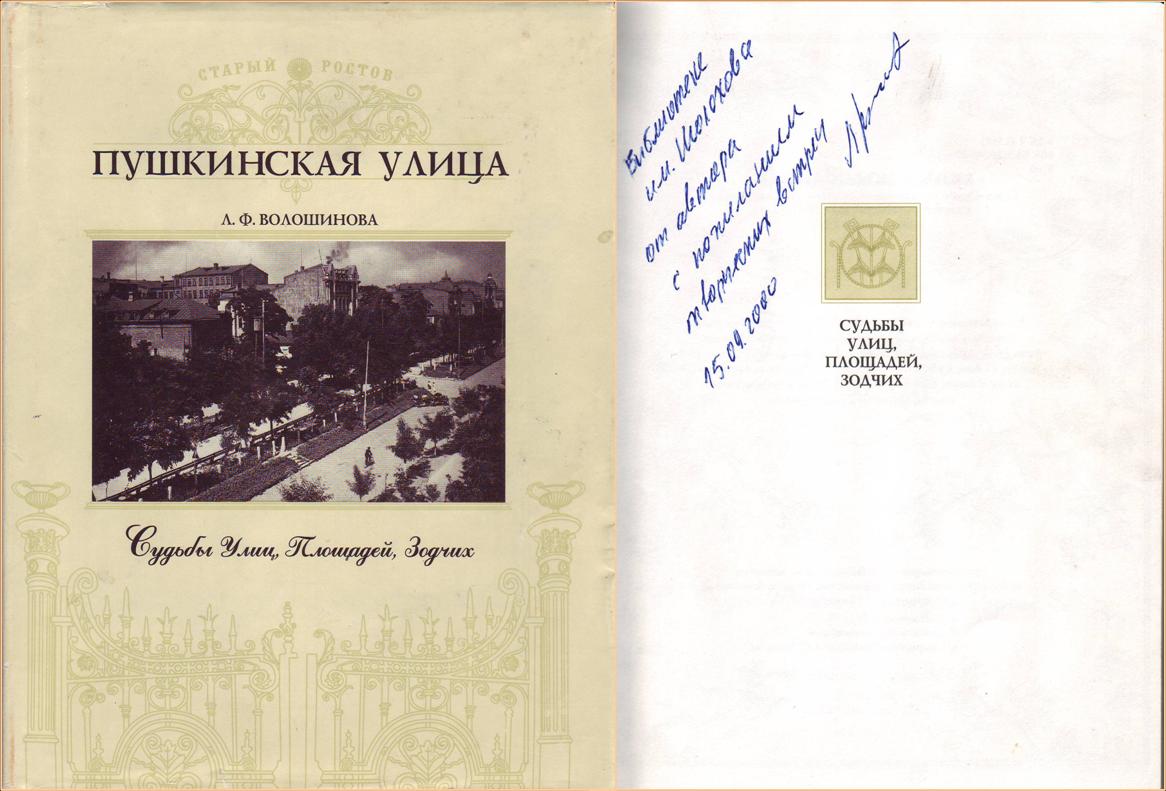 СТАРЫЙ РОСТОВ
ПУШКИНСКАЯ УЛИЦА
Л. Ф. ВОЛОШИНОВА
Судьбы Улиц, Площадей, Зодчих
Библиотеке
им. Шолохова
от автора
с пожеланием
творческих встреч
15.09.2000
СУДЬБЫ
УЛИЦ,
ПЛОЩАДЕЙ,
ЗОДЧИХ